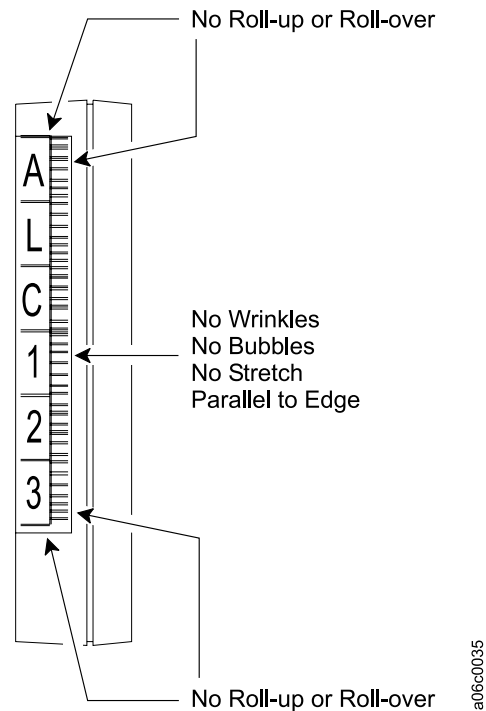 No Roll-up or Roll-over
A
L
C
1
2
3
No Wrinkles
No Bubbles
No Stretch
Parallel to Edge
No Roll-up or Roll-over
a06c0035